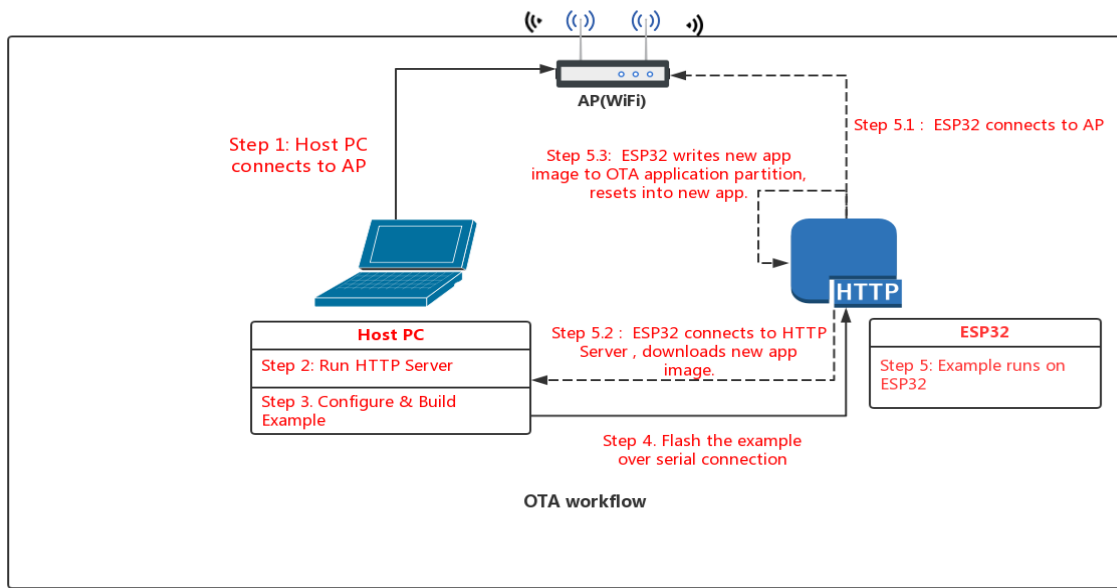 AP(WiFi)
Step 1: Host PC
connects to AP
Step 5.1 : ESP32 connects to AP
Step 5.3: ESP32 writes new app
image to OTA application partition,
resets into new app.
HTTP
Host PC
Step 2: Run HTTP Server
Step 3. Configure & Build
Example
Step 5.2 : ESP32 connects to HTTP
Server , downloads new app
image.
ESP32
Step 5: Example runs on
ESP32
Step 4. Flash the example
over serial connection
OTA workflow